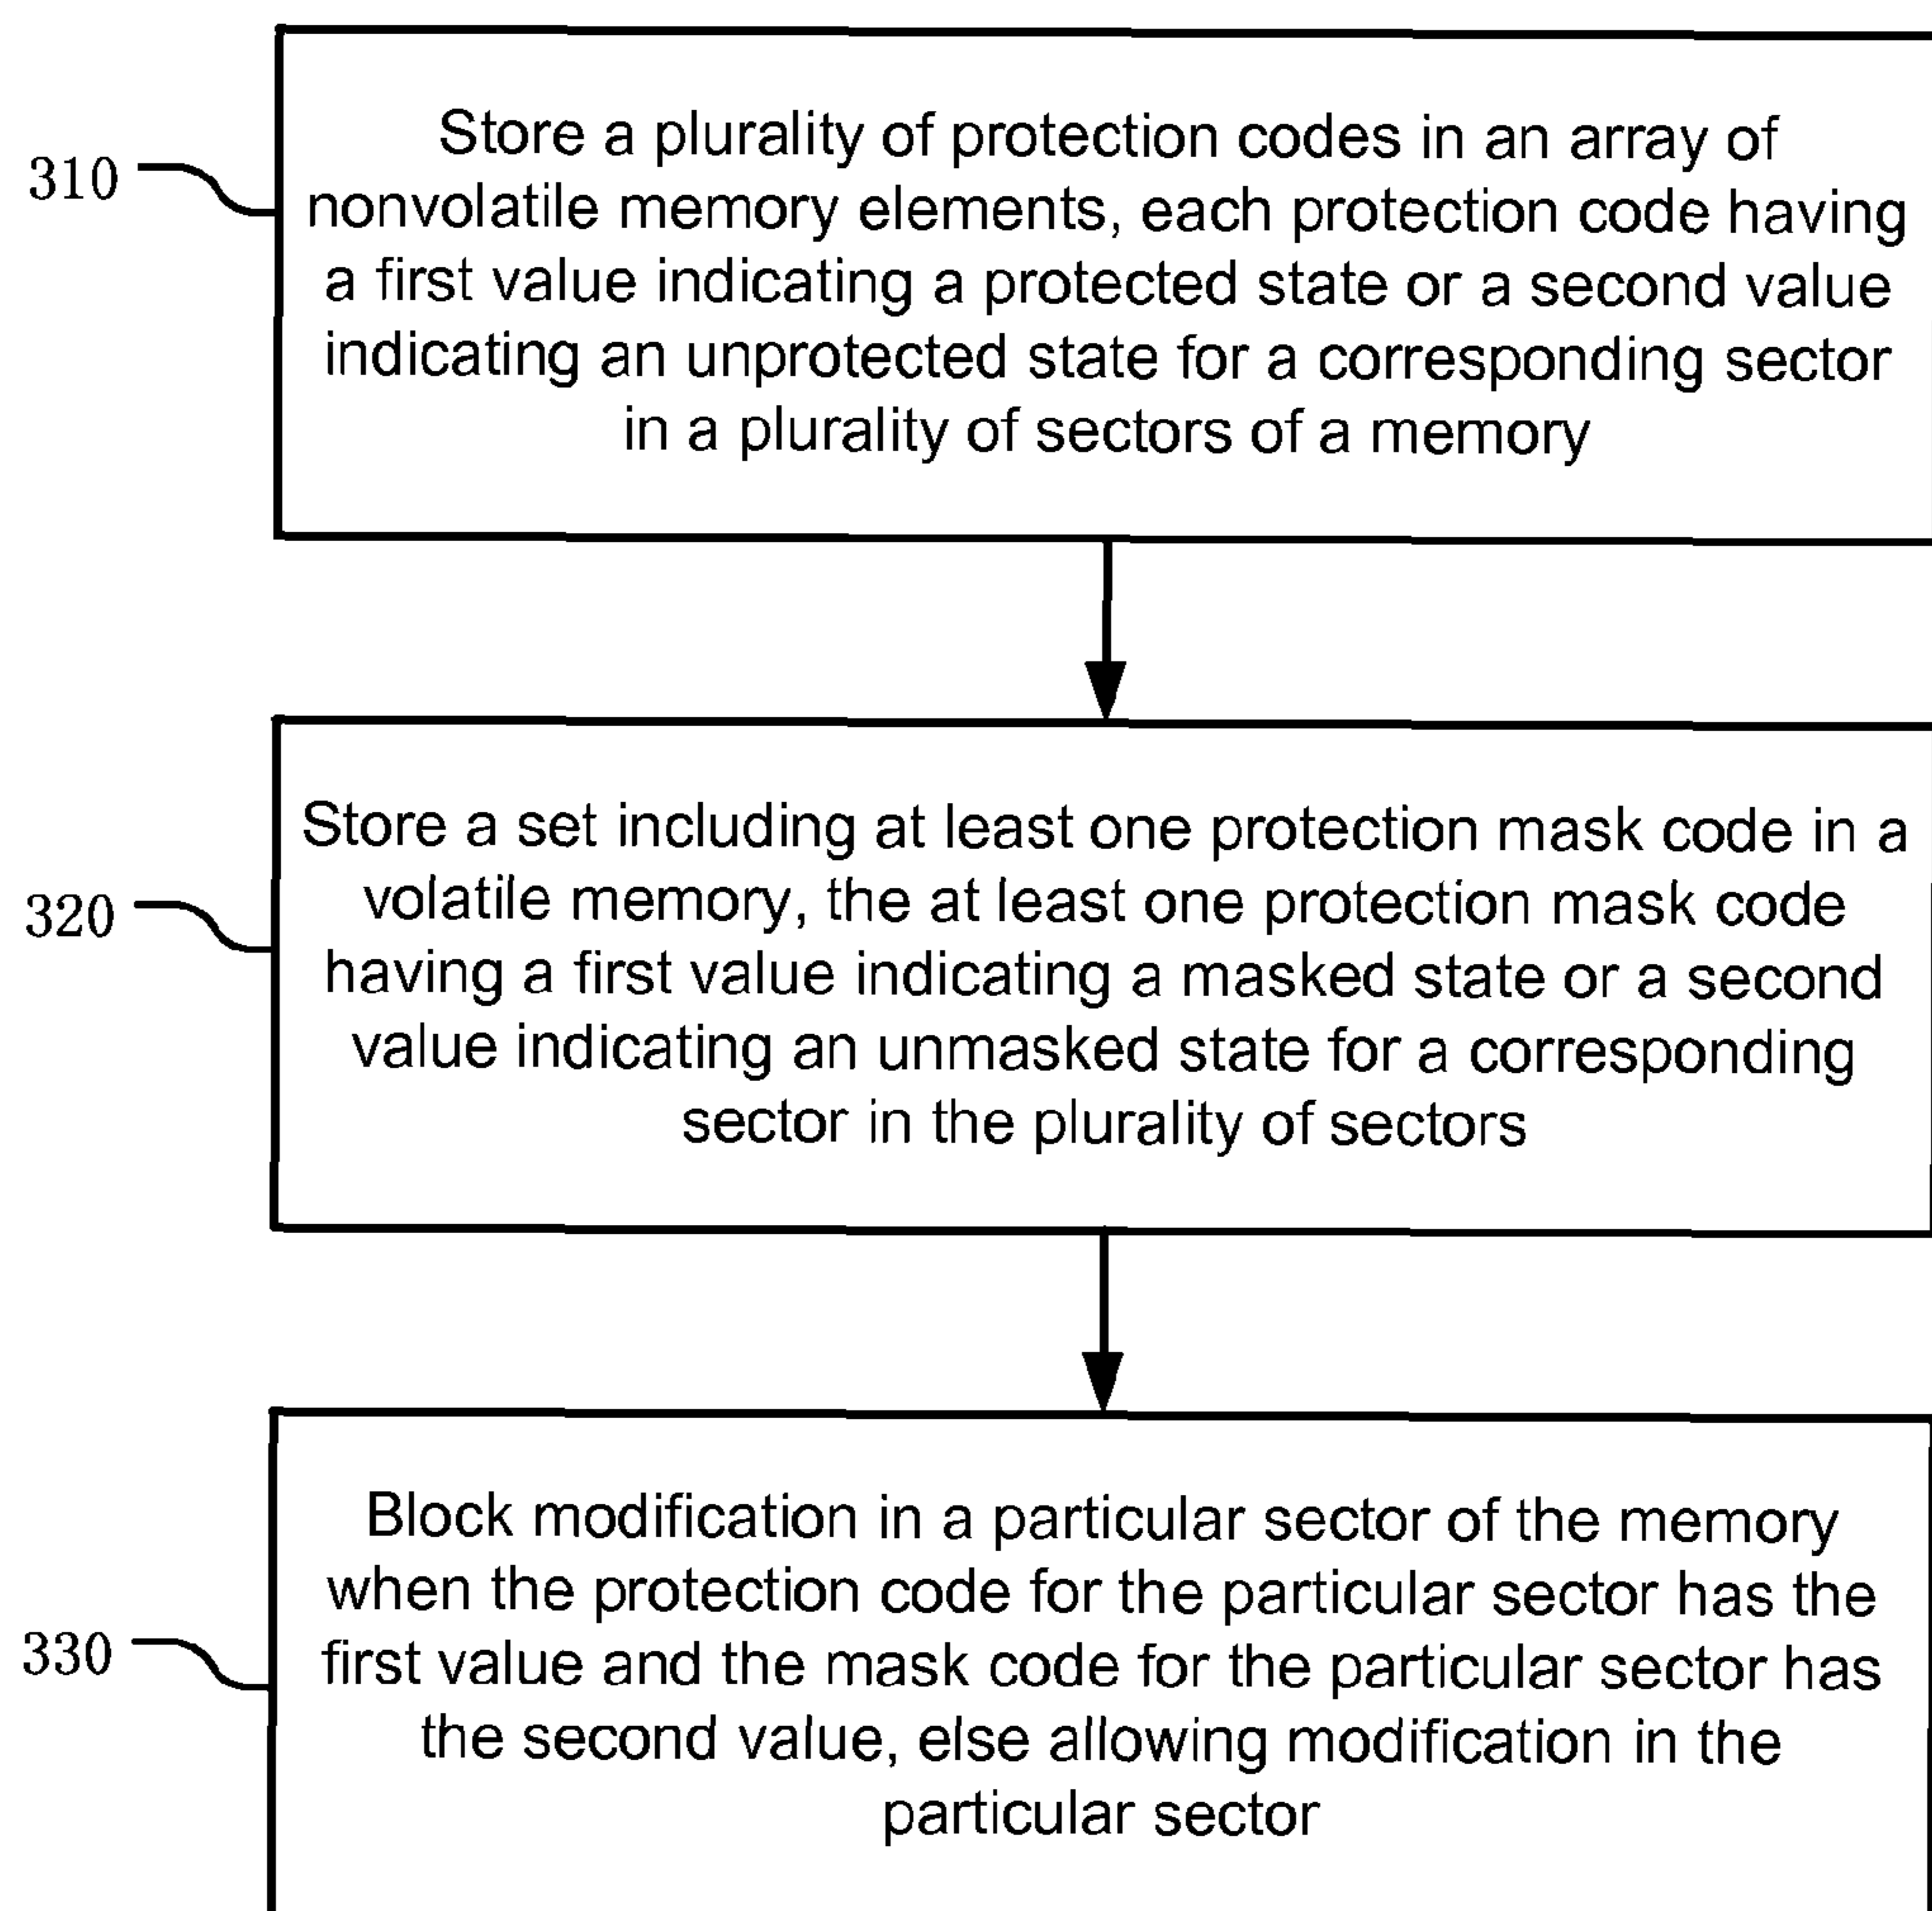 310
Store a plurality of protection codes in an array of
nonvolatile memory elements, each protection code having
a first value indicating a protected state or a second value
indicating an unprotected state for a corresponding sector
in a plurality of sectors of a memory
320
Store a set including at least one protection mask code in a
volatile memory, the at least one protection mask code
having a first value indicating a masked state or a second
value indicating an unmasked state for a corresponding
sector in the plurality of sectors
330
Block modification in a particular sector of the memory
when the protection code for the particular sector has the
first value and the mask code for the particular sector has
the second value, else allowing modification in the
particular sector